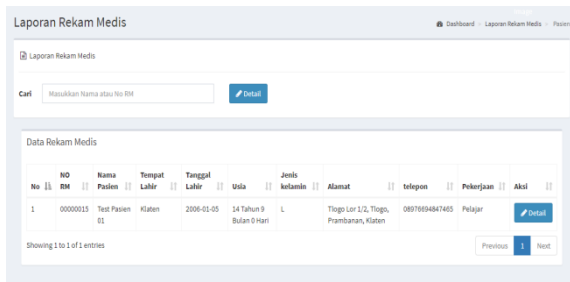 Laporan Rekam Medis
Dashboard > Laporan Rekam Medis > Pasien
Laporan Rekam Medis
Cari Masukkan Nama atau No RM Detail
Data Rekam Medis
No NO RM Nama Pasien Tempat Lahir Tanggal Lahir Usia Jenis kelamin Alamat telepon Pekerjaan Aksi
1 00000015 Test Pasien 01 Klaten 2006-01-05 14 Tahun 9 Bulan 0 Hari L Tlogo Lor 1/2, Tlogo, Prambanan, Klaten 08976694847465 Pelajar Detail
Showing 1 to 1 of 1 entries
Previous 1 Next